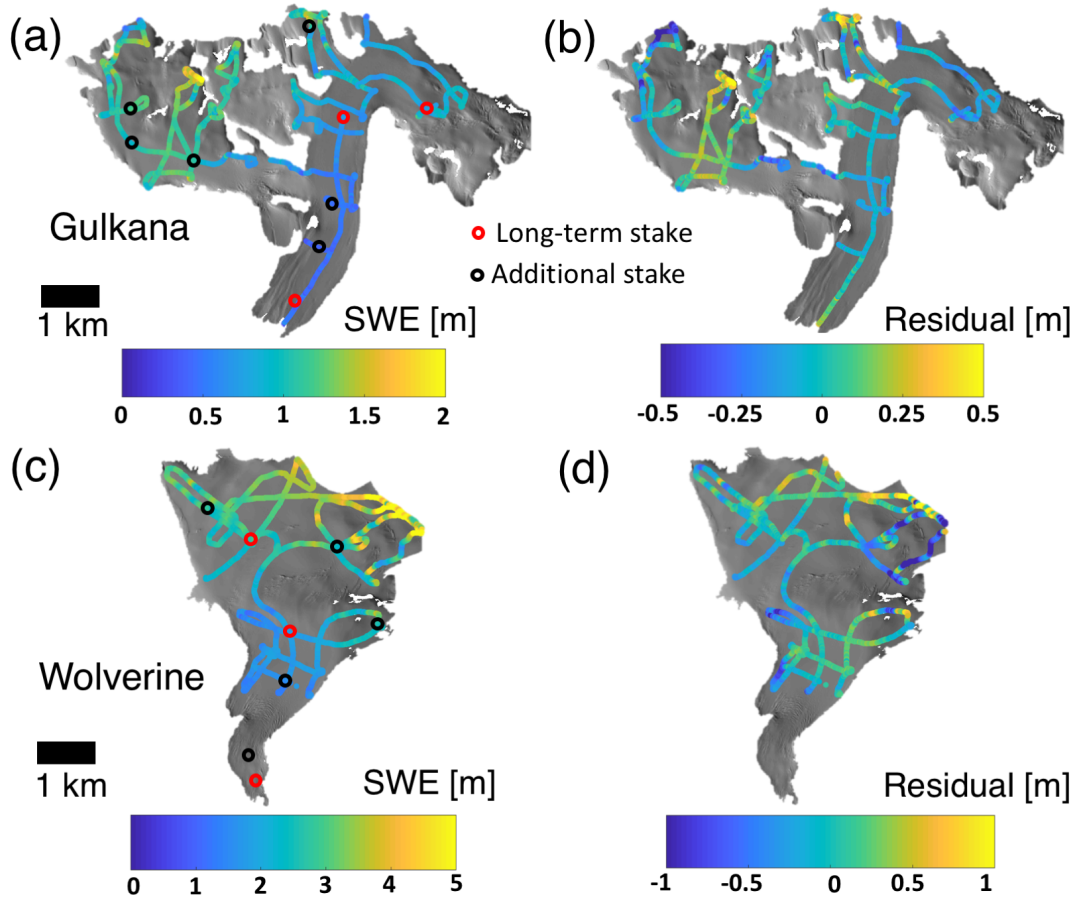 (a)
(b)
Gulkana
Long-term stake
Additional stake
1 km
SWE [m]
0 0.5 1 1.5 2
Residual [m]
-0.5 -0.25 0 0.25 0.5
(c)
(d)
Wolverine
1 km
SWE [m]
0 1 2 3 4 5
Residual [m]
-1 -0.5 0 0.5 1